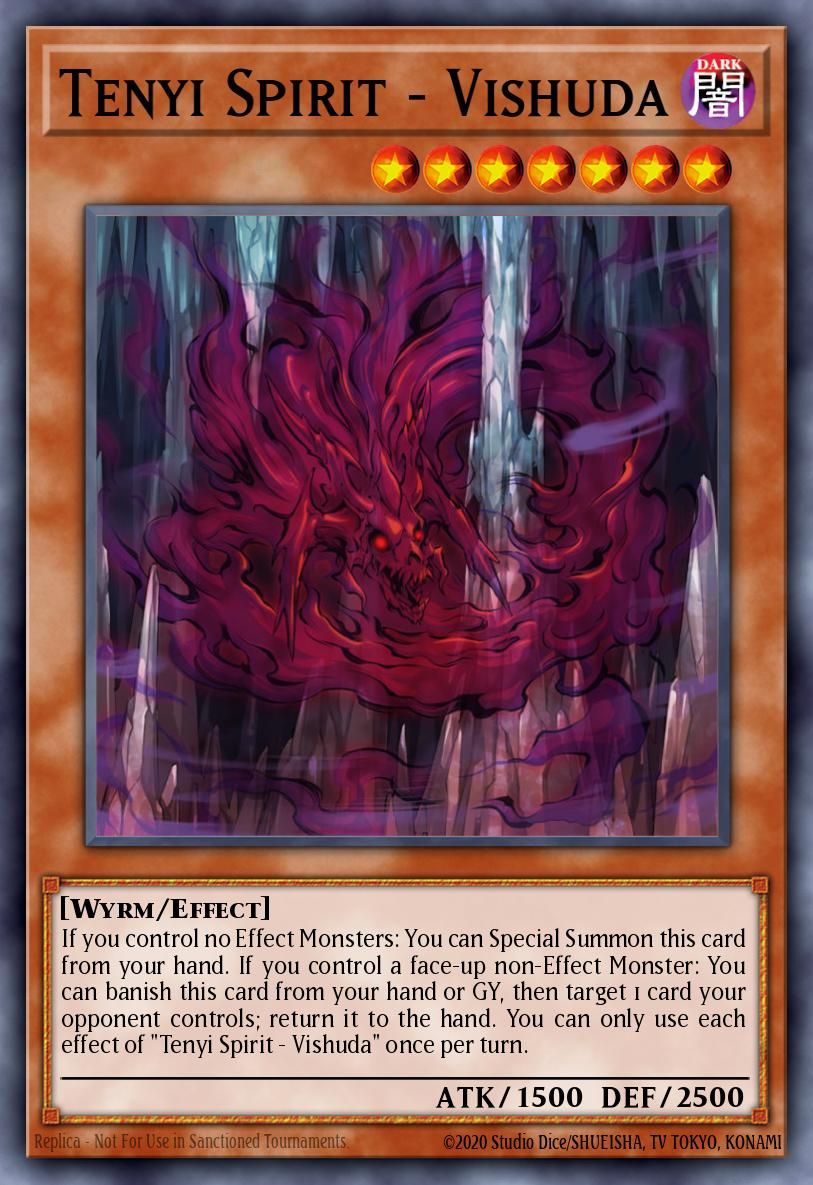 Tenyi Spirit - Vishuda
DARK
闇
[Wyrm/Effect]
If you control no Effect Monsters: You can Special Summon this card
from your hand. If you control a face-up non-Effect Monster: You
can banish this card from your hand or GY, then target 1 card your
opponent controls; return it to the hand. You can only use each
effect of "Tenyi Spirit - Vishuda" once per turn.
ATK/1500 DEF/2500
Replica - Not For Use in Sanctioned Tournaments.
©2020 Studio Dice/SHUEISHA, TV TOKYO, KONAMI